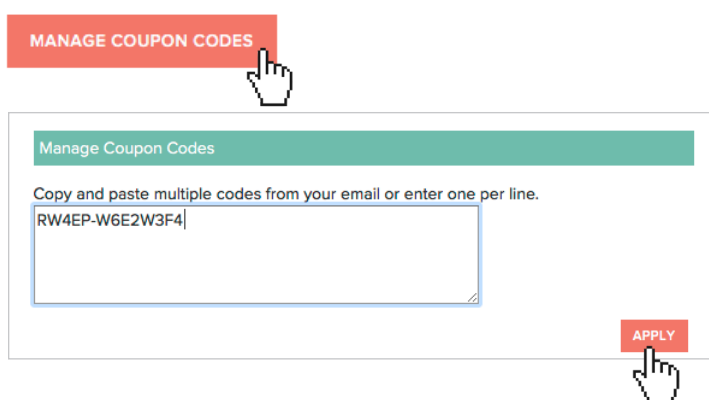 MANAGE COUPON CODES
Manage Coupon Codes
Copy and paste multiple codes from your email or enter one per line.
RW4EP-W6E2W3F4
APPLY